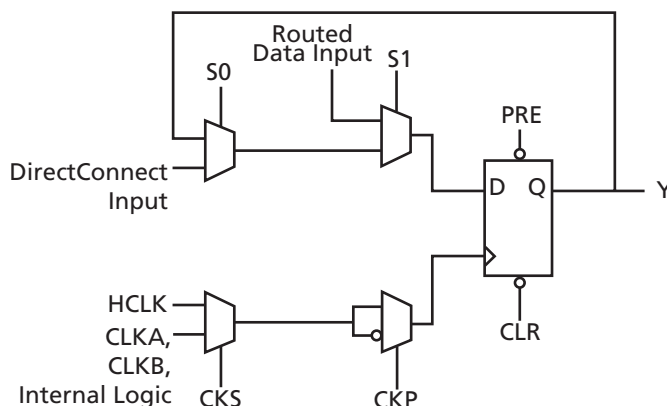 Routed
Data Input
S1
S0
PRE
DirectConnect
Input
D
Q
Y
HCLK
CLKA,
CLKB,
Internal Logic
CKS
CKP
CLR